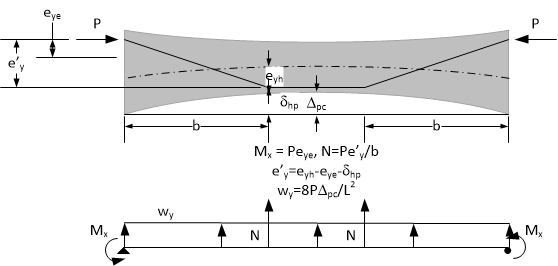 eye
P P
e'y
eyh
δhp Δpc
b b
Mx = Peye, N=Pe'y/b
e'y=eyh-eye-δhp
wy=8PΔpc/L2
wy
Mx N N Mx